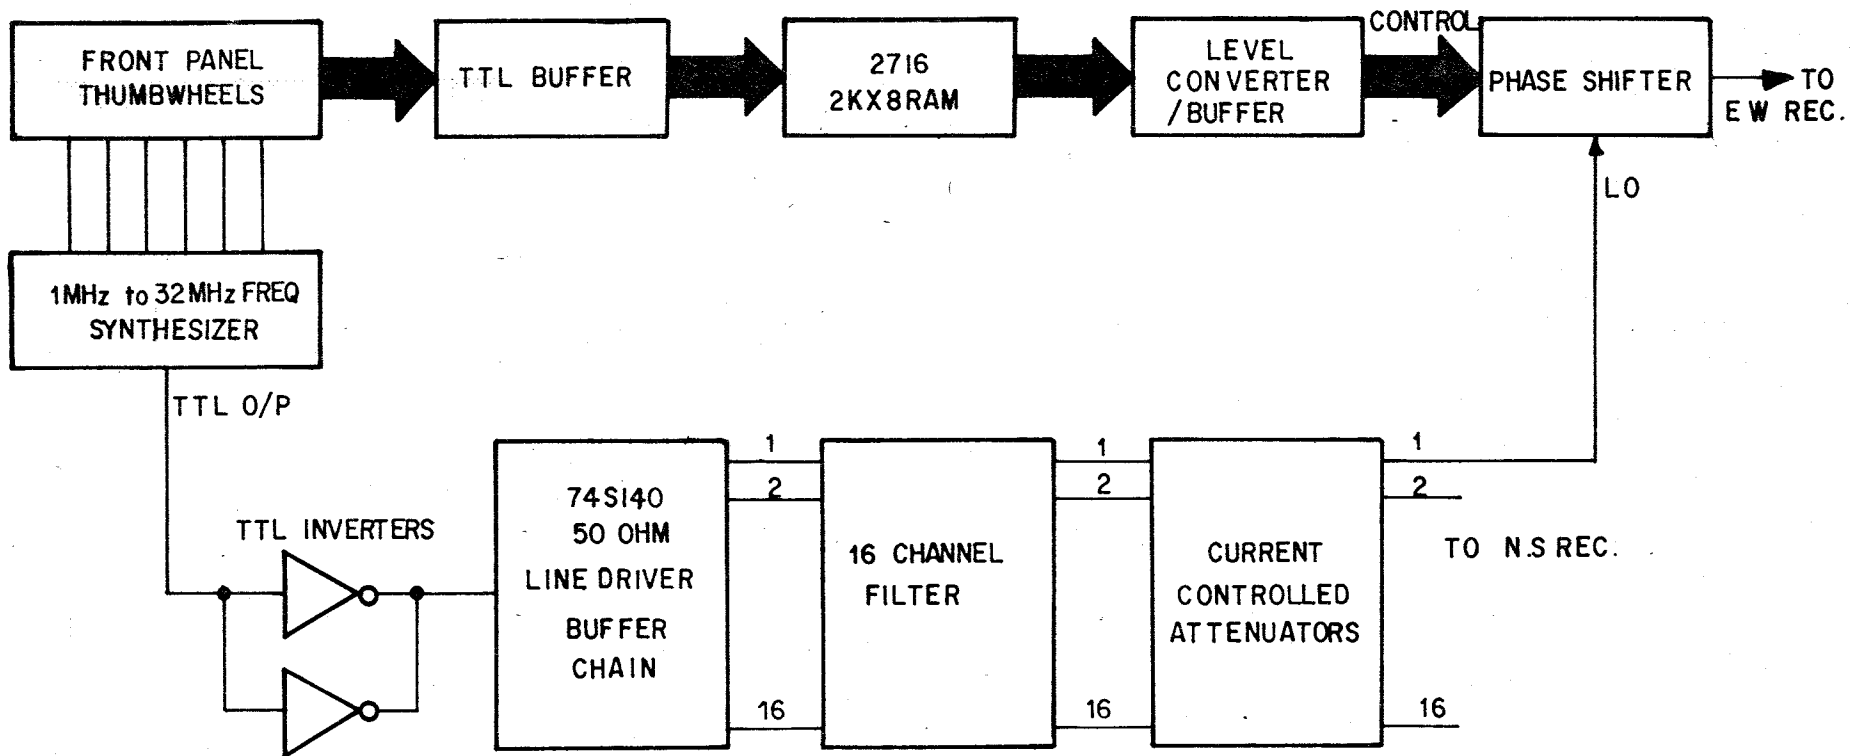 FRONT PANEL
THUMBWHEELS
TTL BUFFER
2716
2KX8RAM
LEVEL
CONVERTER
/BUFFER
CONTROL
PHASE SHIFTER
TO
EW REC.
LO
1MHz to 32MHz FREQ
SYNTHESIZER
TTL O/P
TTL INVERTERS
74S140
50 OHM
LINE DRIVER
BUFFER
CHAIN
1
2
16
16 CHANNEL
FILTER
1
2
16
CURRENT
CONTROLLED
ATTENUATORS
1
2
TO N.S REC.
16